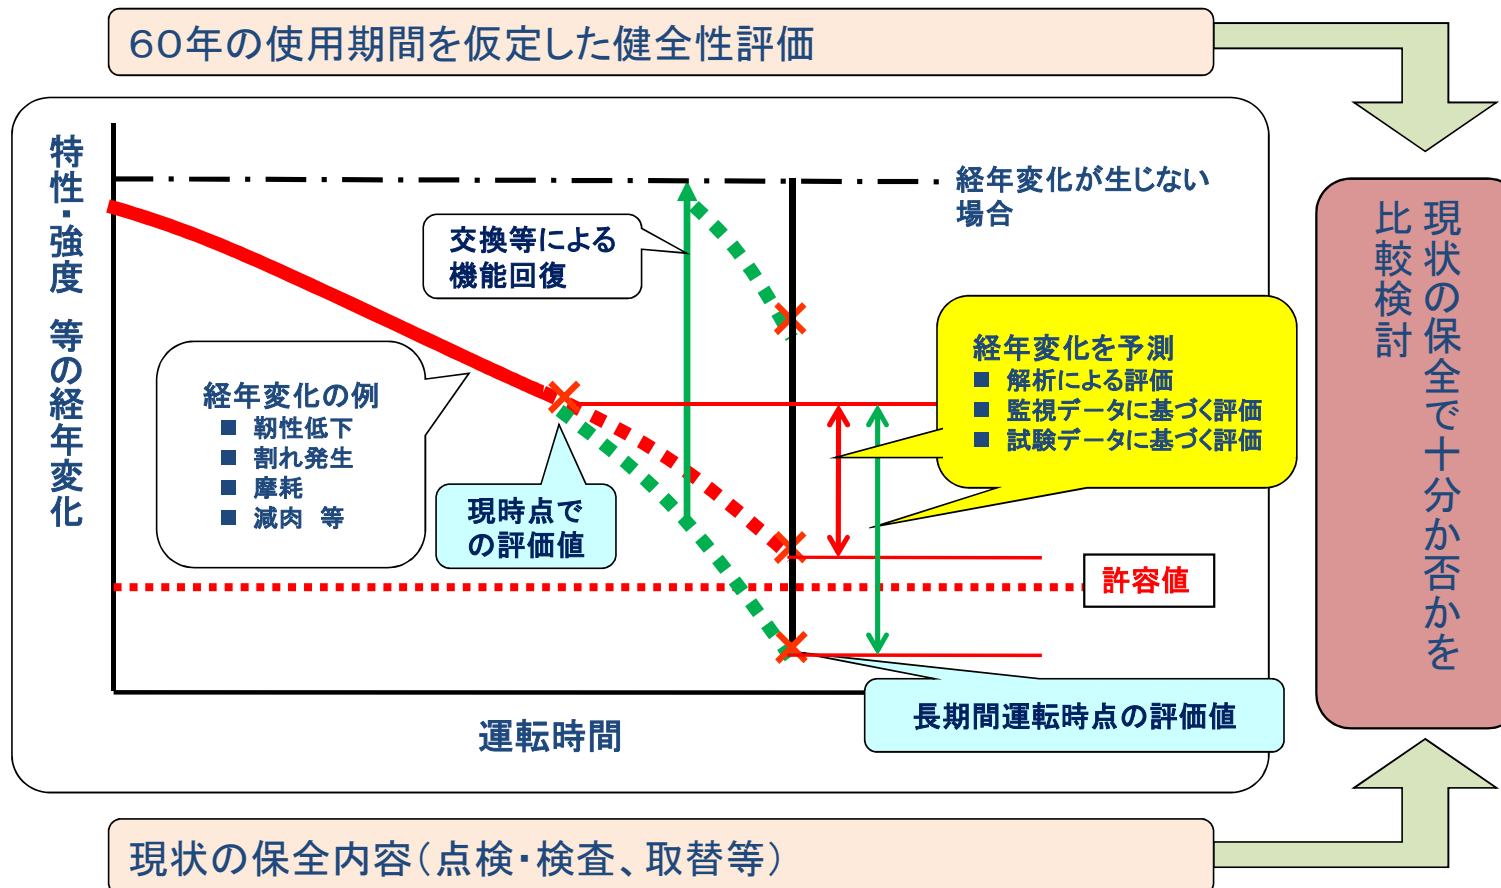 60年の使用期間を仮定した健全性評価
特性・強度 等の経年変化
経年変化が生じない
場合
交換等による
機能回復
経年変化を予測
■ 解析による評価
■ 監視データに基づく評価
■ 試験データに基づく評価
経年変化の例
■ 靭性低下
■ 割れ発生
■ 摩耗
■ 減肉 等
現時点で
の評価値
許容値
長期間運転時点の評価値
運転時間
現状の保全で十分か否かを
比較検討
現状の保全内容(点検・検査、取替等)